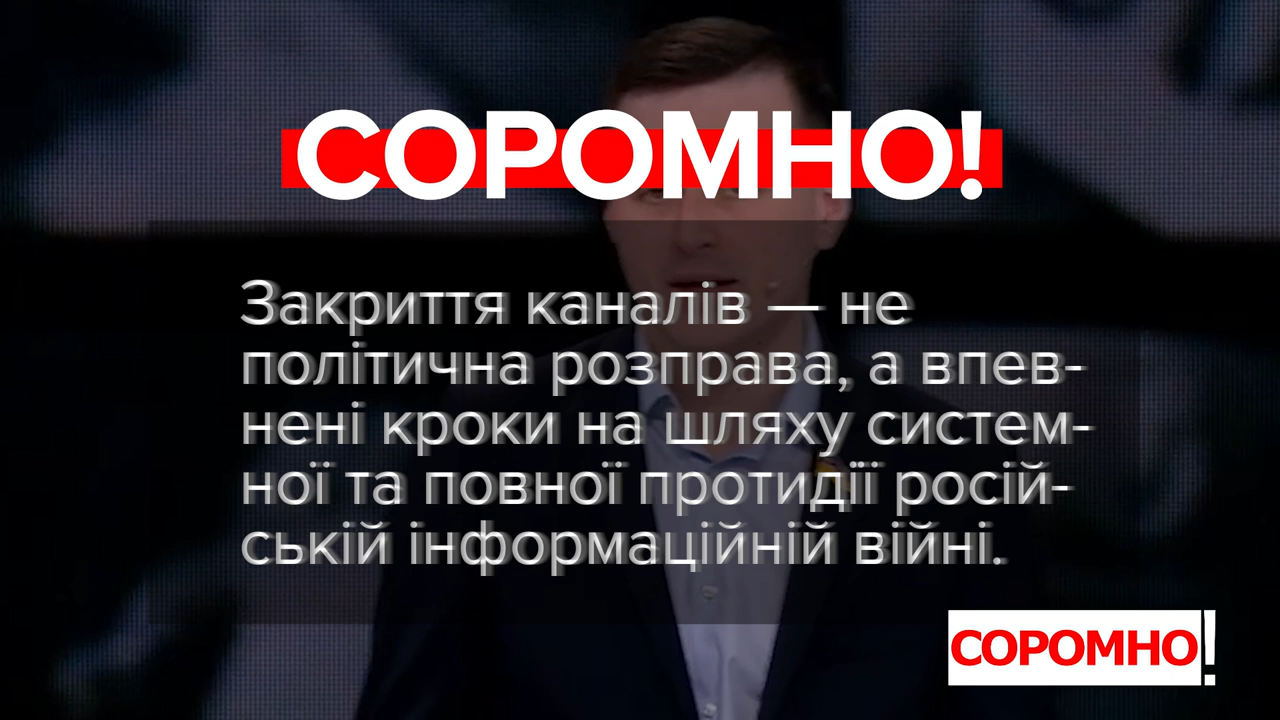 СОРОМНО!
Закриття каналів — не
політична розправа, а впев-
нені кроки на шляху систем-
ної та повної протидії росій-
ській інформаційній війні.
СОРОМНО!